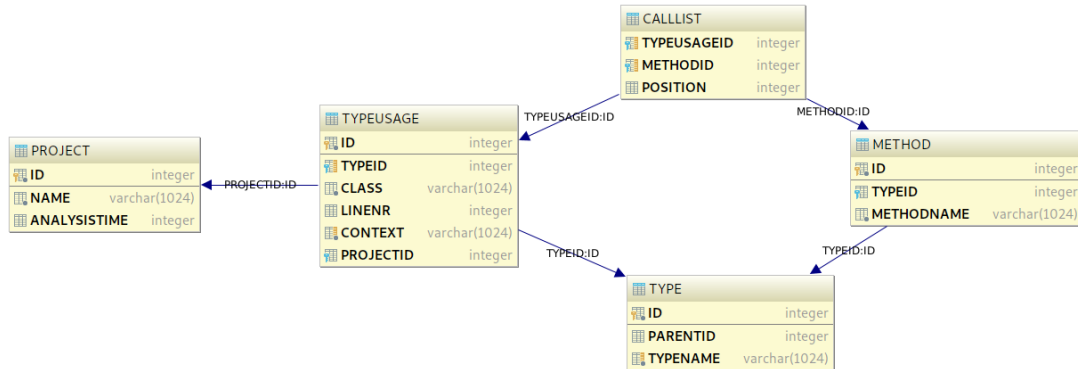 CALLLIST
TYPEUSAGEID integer
METHODID integer
POSITION integer
TYPEUSAGEID:ID
METHODID:ID
TYPEUSAGE
ID integer
TYPEID integer
CLASS varchar(1024)
LINENR integer
CONTEXT varchar(1024)
PROJECTID integer
PROJECT
ID integer
NAME varchar(1024)
ANALYSISTIME integer
PROJECTID:ID
METHOD
ID integer
TYPEID integer
METHODNAME varchar(1024)
TYPEID:ID
TYPEID:ID
TYPE
ID integer
PARENTID integer
TYPENAME varchar(1024)